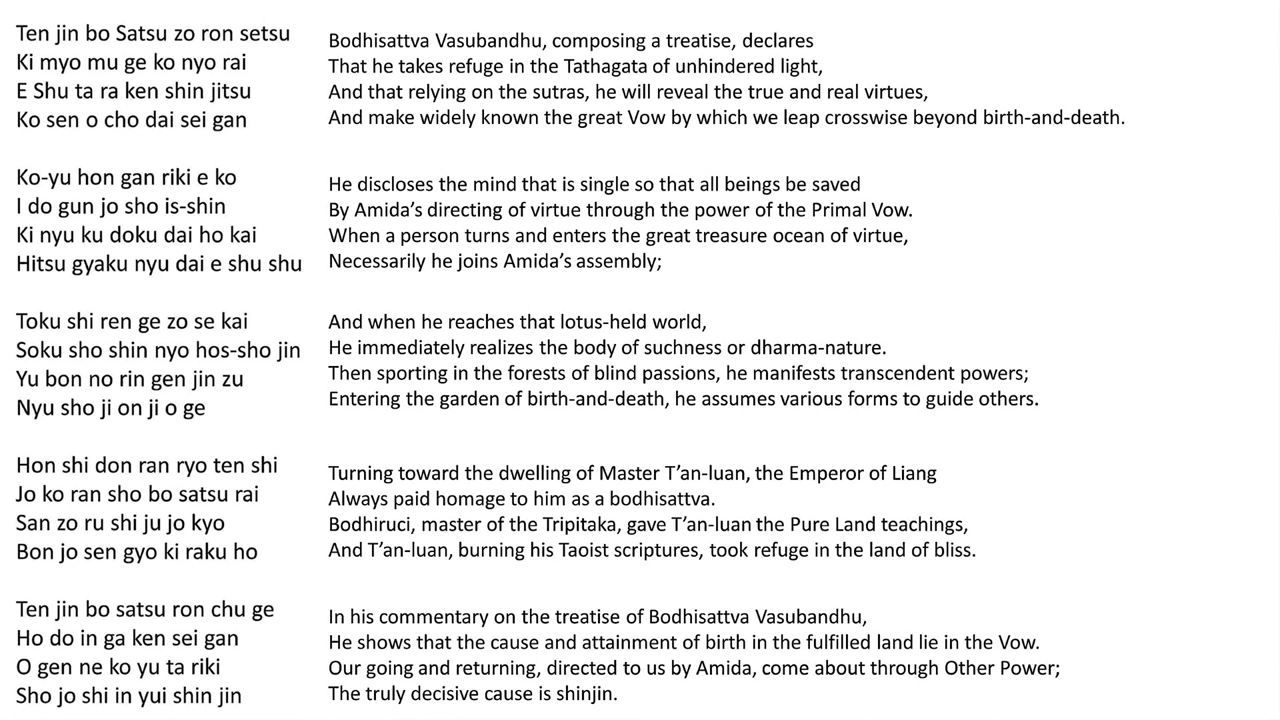 Ten jin bo Satsu zo ron setsu
Ki myo mu ge ko nyo rai
E Shu ta ra ken shin jitsu
Ko sen o cho dai sei gan
Bodhisattva Vasubandhu, composing a treatise, declares
That he takes refuge in the Tathagata of unhindered light,
And that relying on the sutras, he will reveal the true and real virtues,
And make widely known the great Vow by which we leap crosswise beyond birth-and-death.
Ko-yu hon gan riki e ko
I do gun jo sho is-shin
Ki nyu ku doku dai ho kai
Hitsu gyaku nyu dai e shu shu
He discloses the mind that is single so that all beings be saved
By Amida’s directing of virtue through the power of the Primal Vow.
When a person turns and enters the great treasure ocean of virtue,
Necessarily he joins Amida’s assembly;
Toku shi ren ge zo se kai
Soku sho shin nyo hos-sho jin
Yu bon no rin gen jin zu
Nyu sho ji on ji o ge
And when he reaches that lotus-held world,
He immediately realizes the body of suchness or dharma-nature.
Then sporting in the forests of blind passions, he manifests transcendent powers;
Entering the garden of birth-and-death, he assumes various forms to guide others.
Hon shi don ran ryo ten shi
Jo ko ran sho bo satsu rai
San zo ru shi ju jo kyo
Bon jo sen gyo ki raku ho
Turning toward the dwelling of Master T’an-luan, the Emperor of Liang
Always paid homage to him as a bodhisattva.
Bodhiruci, master of the Tripitaka, gave T’an-luan the Pure Land teachings,
And T’an-luan, burning his Taoist scriptures, took refuge in the land of bliss.
Ten jin bo satsu ron chu ge
Ho do in ga ken sei gan
O gen ne ko yu ta riki
Sho jo shi in yui shin jin
In his commentary on the treatise of Bodhisattva Vasubandhu,
He shows that the cause and attainment of birth in the fulfilled land lie in the Vow.
Our going and returning, directed to us by Amida, come about through Other Power;
The truly decisive cause is shinjin.